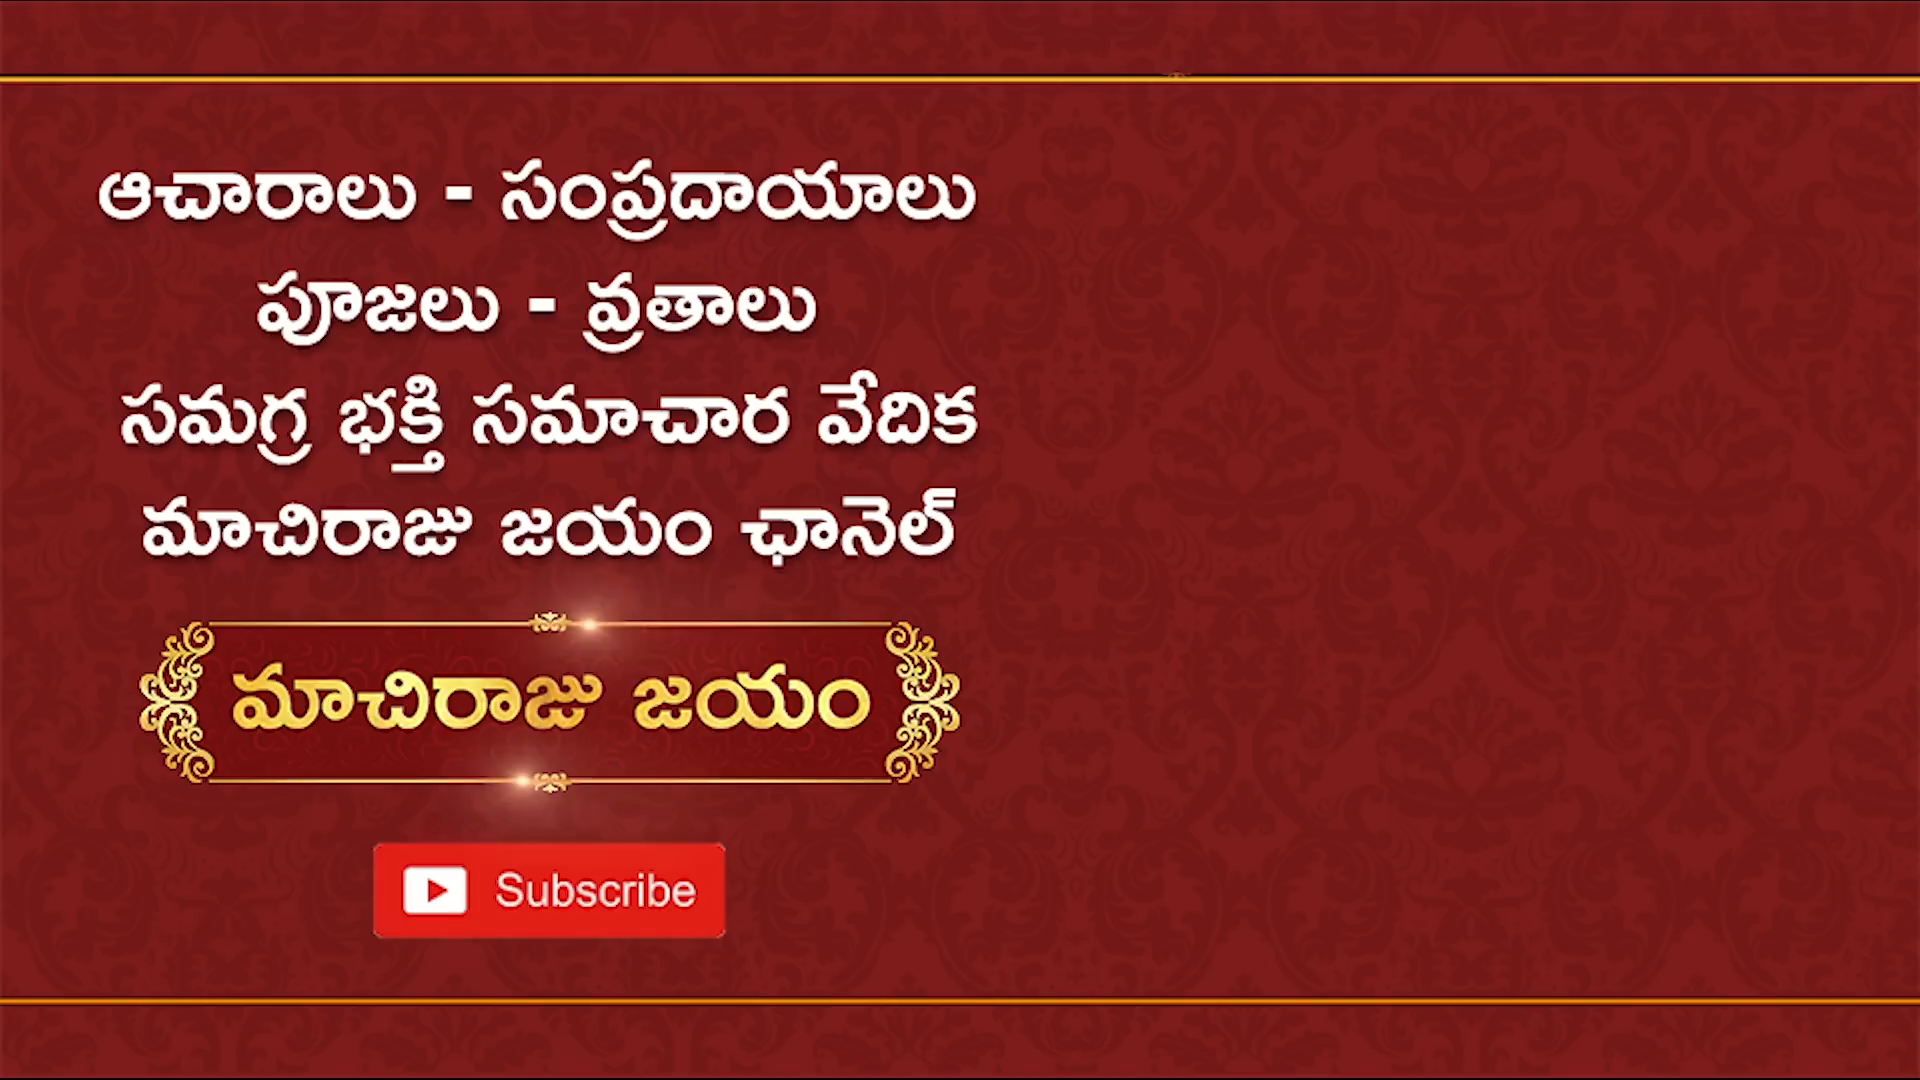 ఆచారాలు - సంప్రదాయాలు
పూజలు - వ్రతాలు
సమగ్ర భక్తి సమాచార వేదిక
మాచిరాజు జయం ఛానెల్
మాచిరాజు జయం
Subscribe